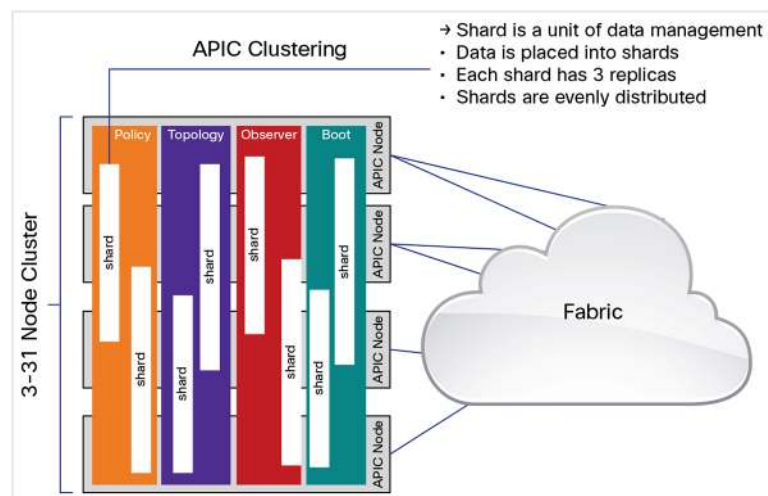 APIC Clustering
→ Shard is a unit of data management
• Data is placed into shards
• Each shard has 3 replicas
• Shards are evenly distributed
3-31 Node Cluster
Policy
Topology
Observer
Boot
shard
shard
shard
shard
shard
shard
shard
shard
APIC Node
APIC Node
APIC Node
APIC Node
Fabric